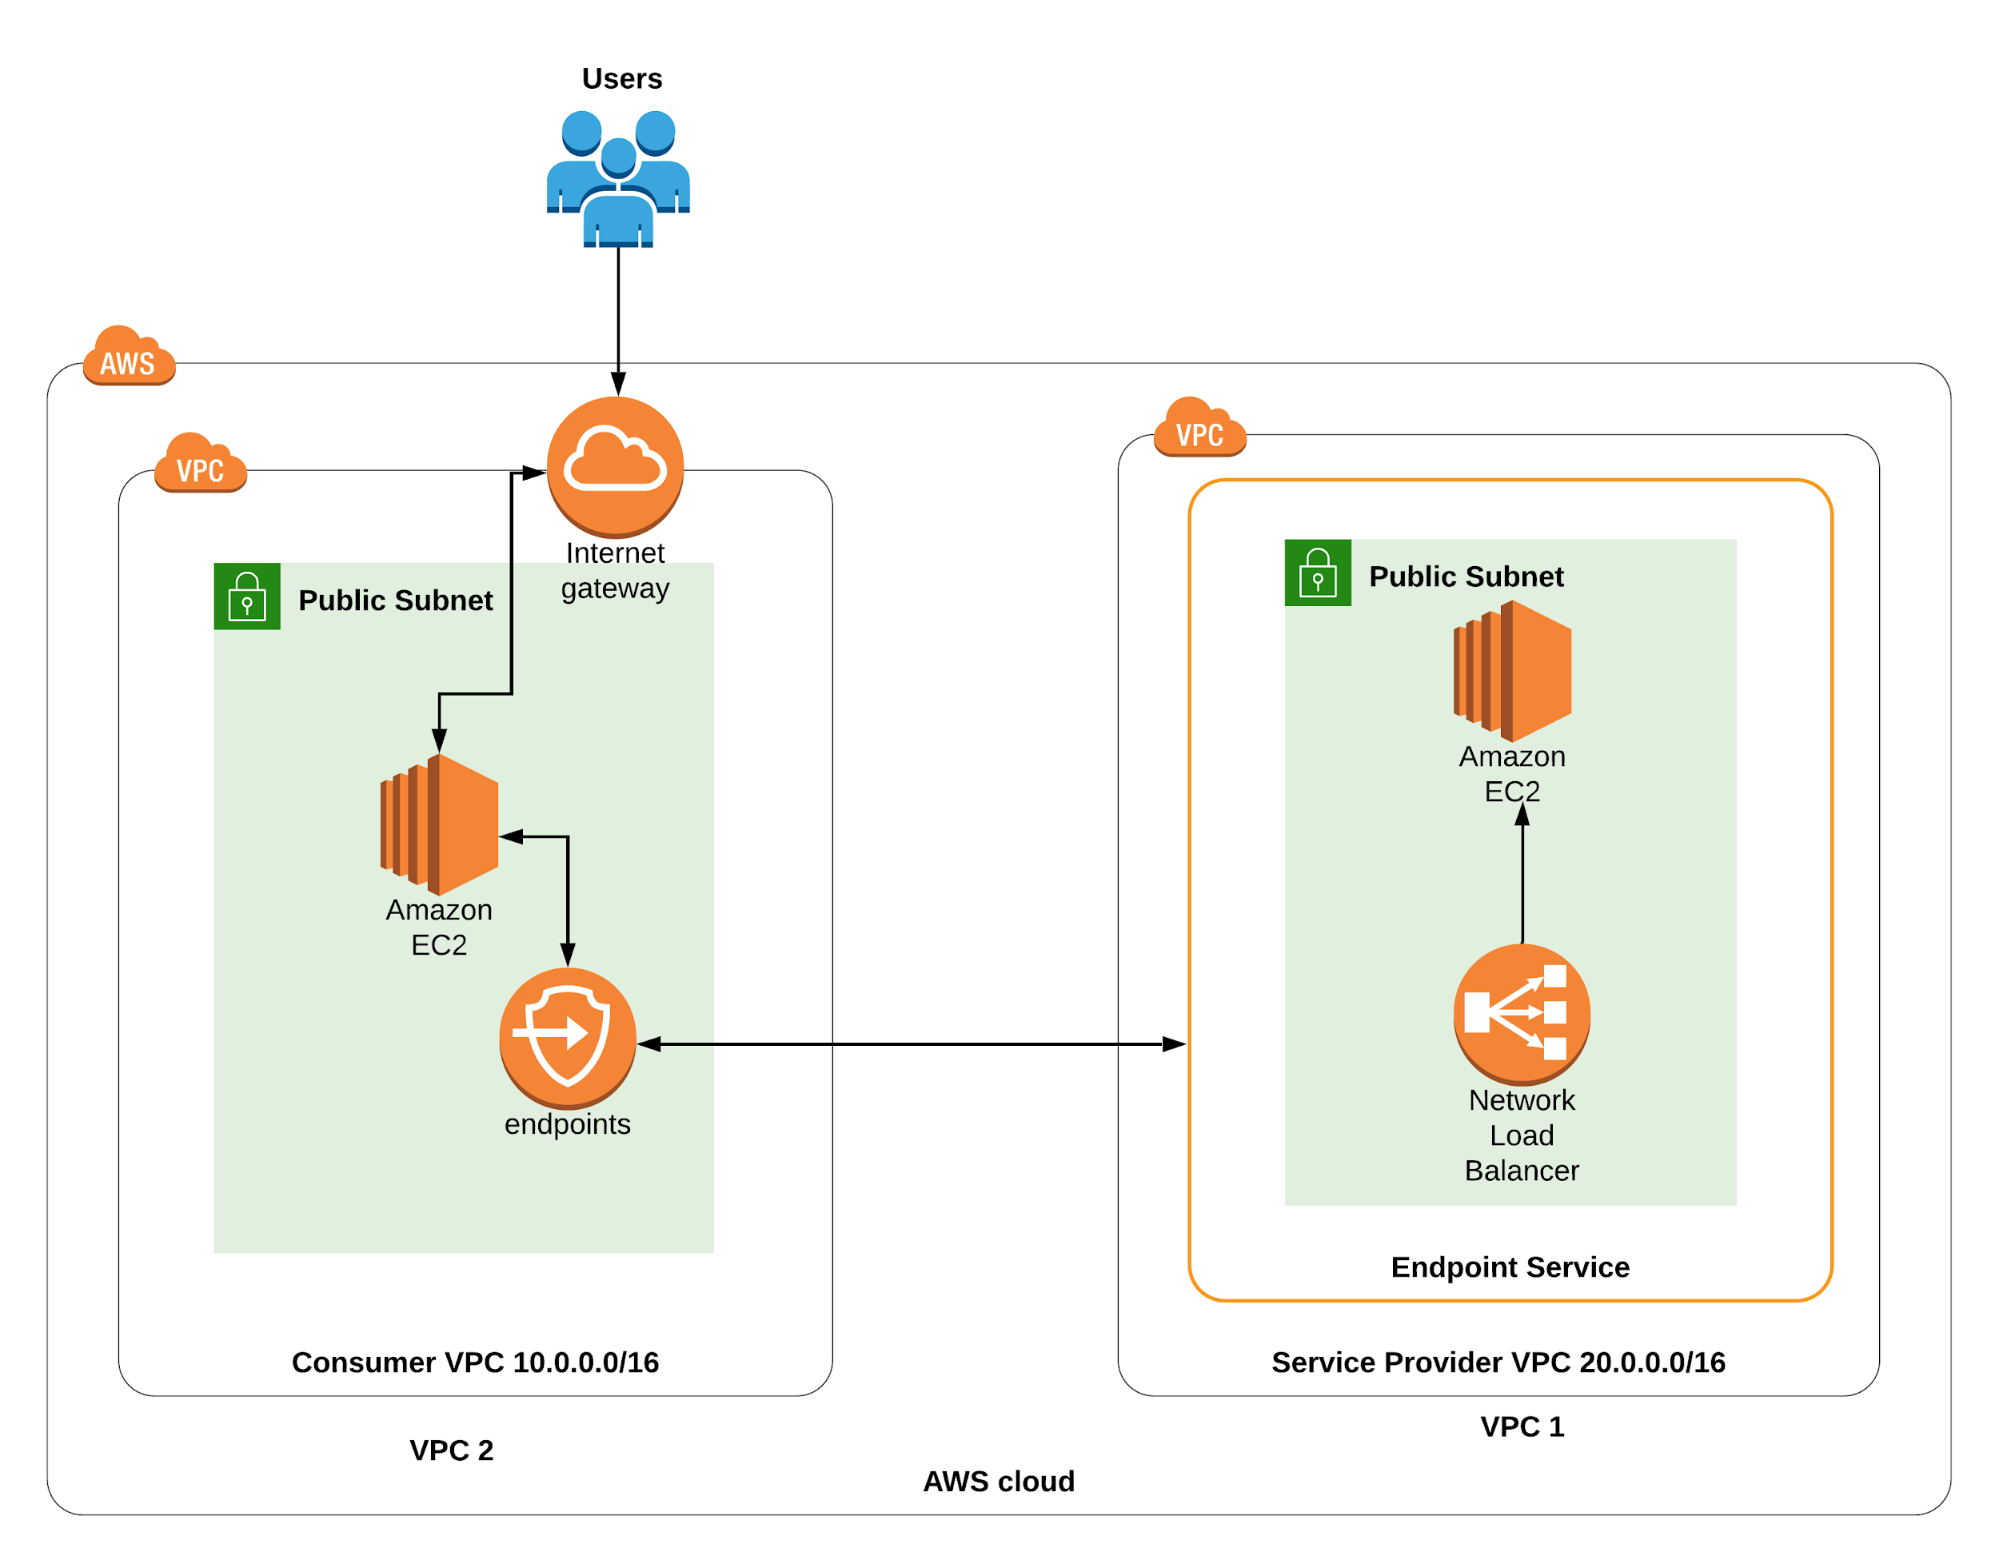 Users
AWS
VPC
Internet
gateway
Public Subnet
Amazon
EC2
endpoints
Consumer VPC 10.0.0.0/16
VPC 2
VPC
Public Subnet
Amazon
EC2
Network
Load
Balancer
Endpoint Service
Service Provider VPC 20.0.0.0/16
VPC 1
AWS cloud